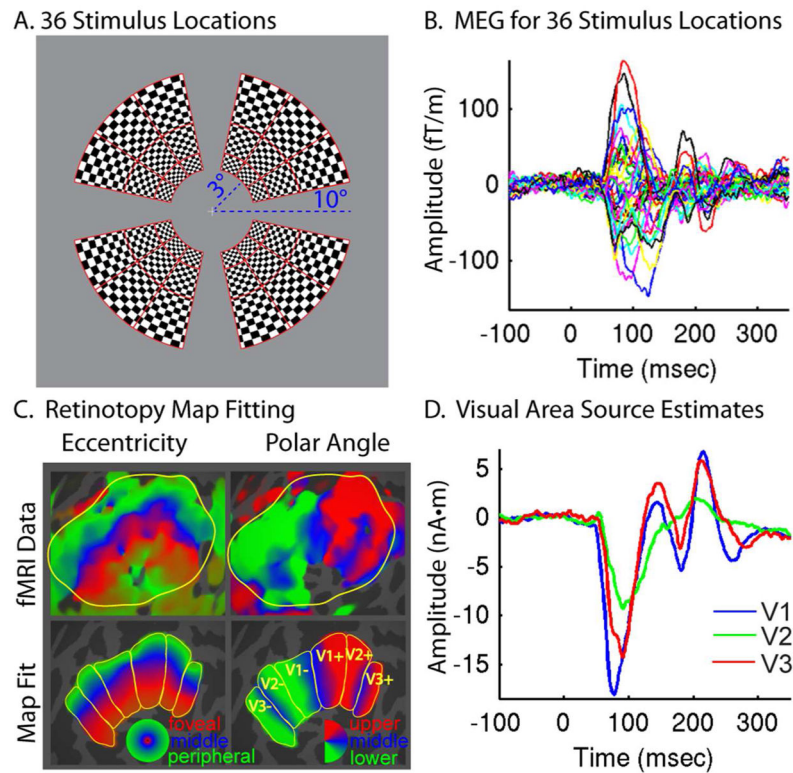 A. 36 Stimulus Locations
3°
10°
B. MEG for 36 Stimulus Locations
Amplitude (fT/m)
100
0
-100
-100 0 100 200 300
Time (msec)
C. Retinotopy Map Fitting
Eccentricity Polar Angle
fMRI Data
Map Fit
foveal
middle
peripheral
V3- V2- V1- V1+ V2+ V3+
upper
middle
lower
D. Visual Area Source Estimates
Amplitude (nA•m)
5
0
-5
-10
-15
V1
V2
V3
-100 0 100 200 300
Time (msec)